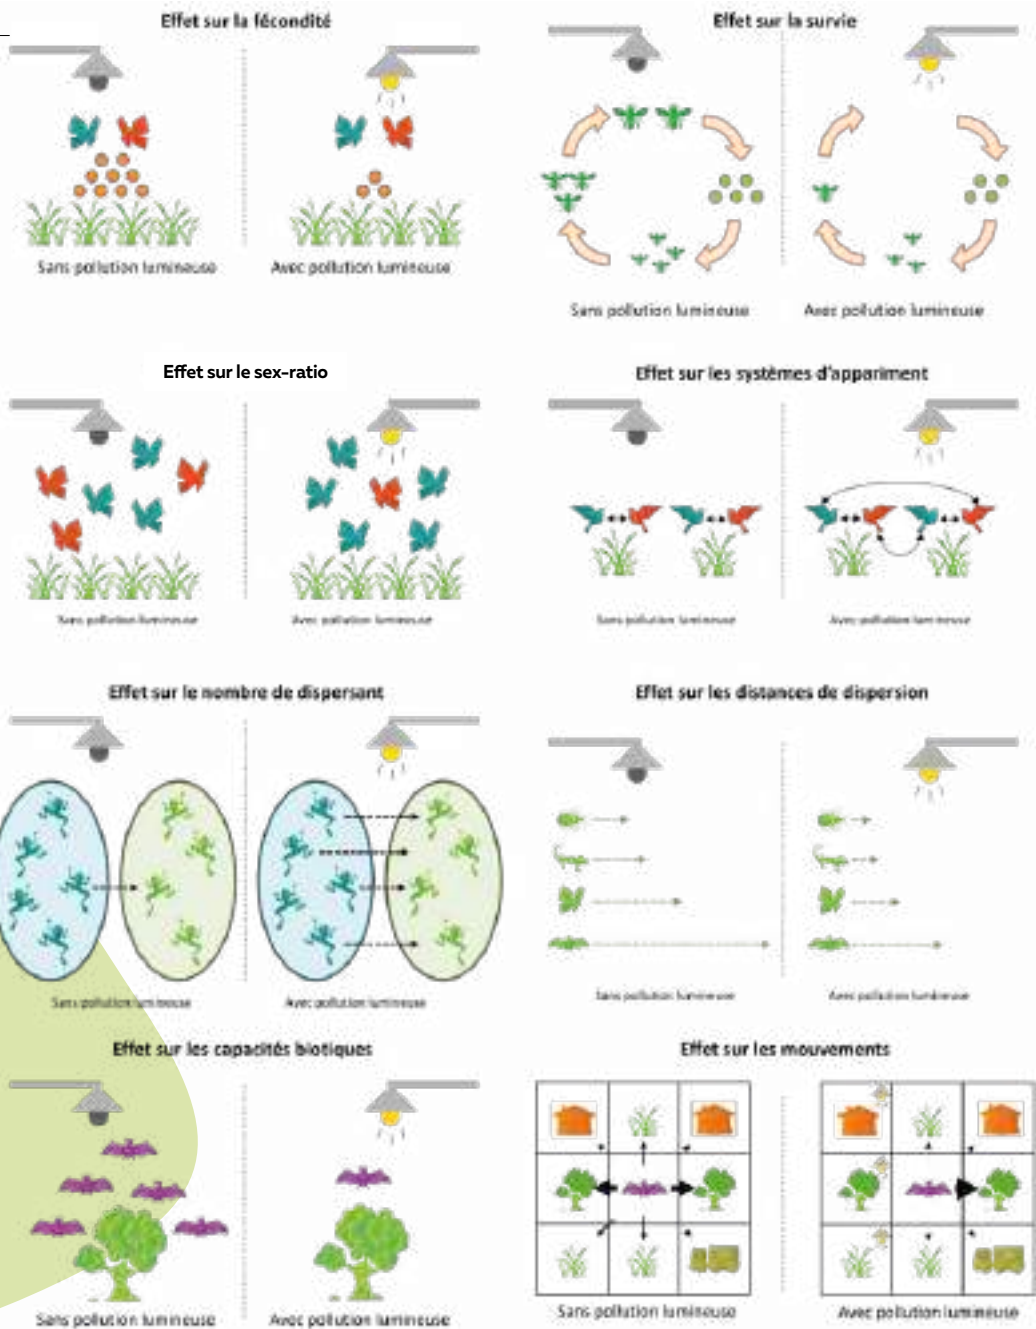 Effet sur la fécondité
Effet sur la survie
Sans pollution lumineuse
Avec pollution lumineuse
Sans pollution lumineuse
Avec pollution lumineuse
Effet sur le sex-ratio
Effet sur les systèmes d'appariment
Sans pollution lumineuse
Avec pollution lumineuse
Sans pollution lumineuse
Avec pollution lumineuse
Effet sur le nombre de dispersant
Effet sur les distances de dispersion
Sans pollution lumineuse
Avec pollution lumineuse
Sans pollution lumineuse
Avec pollution lumineuse
Effet sur les capacités biotiques
Effet sur les mouvements
Sans pollution lumineuse
Avec pollution lumineuse
Sans pollution lumineuse
Avec pollution lumineuse